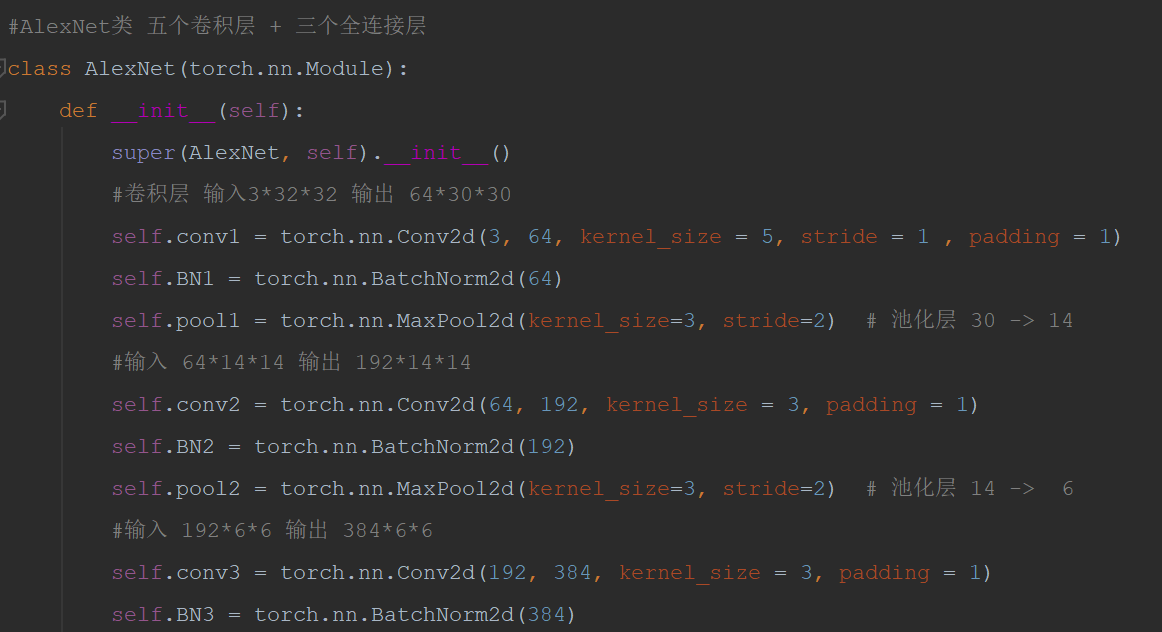 #AlexNet类 五个卷积层 + 三个全连接层
class AlexNet(torch.nn.Module):
def __init__(self):
super(AlexNet, self).__init__()
#卷积层 输入3*32*32 输出 64*30*30
self.conv1 = torch.nn.Conv2d(3, 64, kernel_size = 5, stride = 1 , padding = 1)
self.BN1 = torch.nn.BatchNorm2d(64)
self.pool1 = torch.nn.MaxPool2d(kernel_size=3, stride=2)  # 池化层 30 -> 14
#输入 64*14*14 输出 192*14*14
self.conv2 = torch.nn.Conv2d(64, 192, kernel_size = 3, padding = 1)
self.BN2 = torch.nn.BatchNorm2d(192)
self.pool2 = torch.nn.MaxPool2d(kernel_size=3, stride=2)  # 池化层 14 ->  6
#输入 192*6*6 输出 384*6*6
self.conv3 = torch.nn.Conv2d(192, 384, kernel_size = 3, padding = 1)
self.BN3 = torch.nn.BatchNorm2d(384)